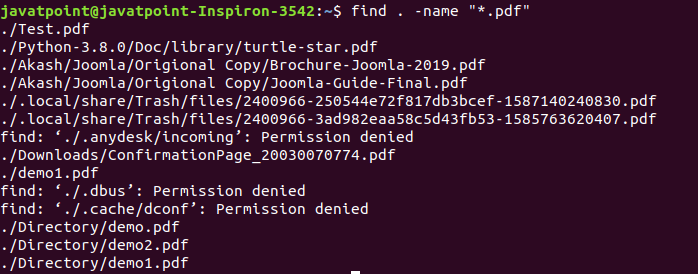 javatpoint@javatpoint-Inspiron-3542:~$ find . -name "*.pdf"
./Test.pdf
./Python-3.8.0/Doc/library/turtle-star.pdf
./Akash/Joomla/Origional Copy/Brochure-Joomla-2019.pdf
./Akash/Joomla/Origional Copy/Joomla-Guide-Final.pdf
./.local/share/Trash/files/2400966-250544e72f817db3bcef-1587140240830.pdf
./.local/share/Trash/files/2400966-3ad982eaa58c5d43fb53-1585763620407.pdf
find: ‘./.anydesk/incoming’: Permission denied
./Downloads/ConfirmationPage_20030070774.pdf
./demo1.pdf
find: ‘./.dbus’: Permission denied
find: ‘./.cache/dconf’: Permission denied
./Directory/demo.pdf
./Directory/demo2.pdf
./Directory/demo1.pdf